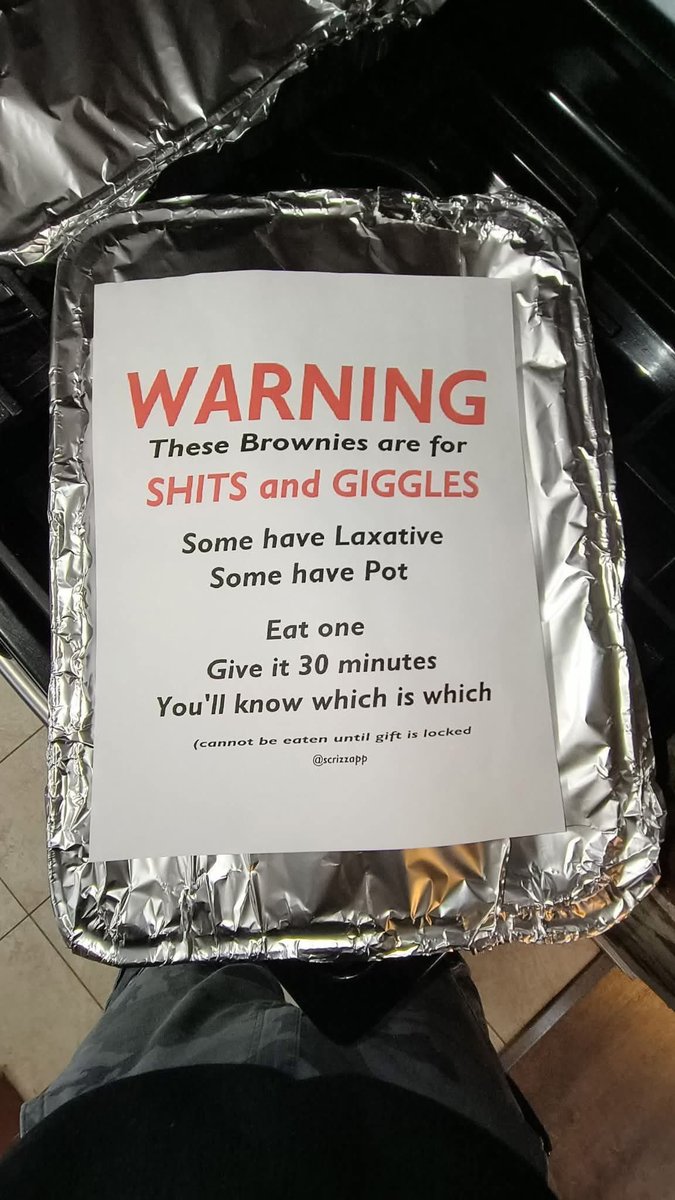 WARNING
These Brownies are for
SHITS and GIGGLES
Some have Laxative
Some have Pot
Eat one
Give it 30 minutes
You'll know which is which
(cannot be eaten until gift is locked
@scrizzapp